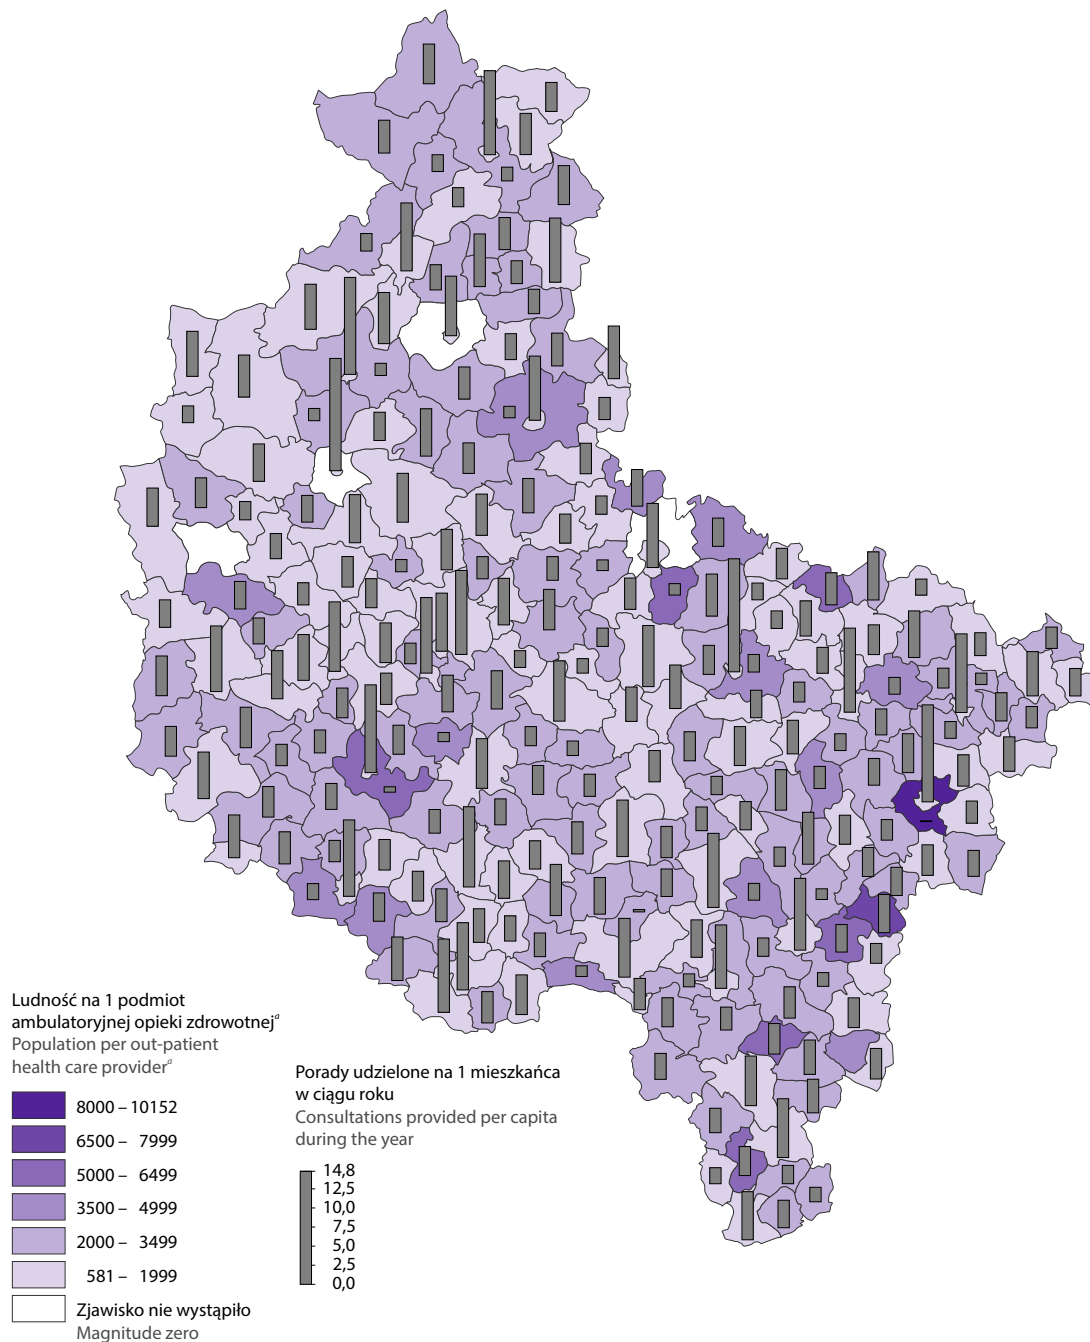 Ludność na 1 podmiot
ambulatoryjnej opieki zdrowotnejᵃ
Population per out-patient
health care providerᵃ
8000 – 10152
6500 – 7999
5000 – 6499
3500 – 4999
2000 – 3499
581 – 1999
Zjawisko nie wystąpiło
Magnitude zero
Porady udzielone na 1 mieszkańca
w ciągu roku
Consultations provided per capita
during the year
14,8
12,5
10,0
7,5
5,0
2,5
0,0